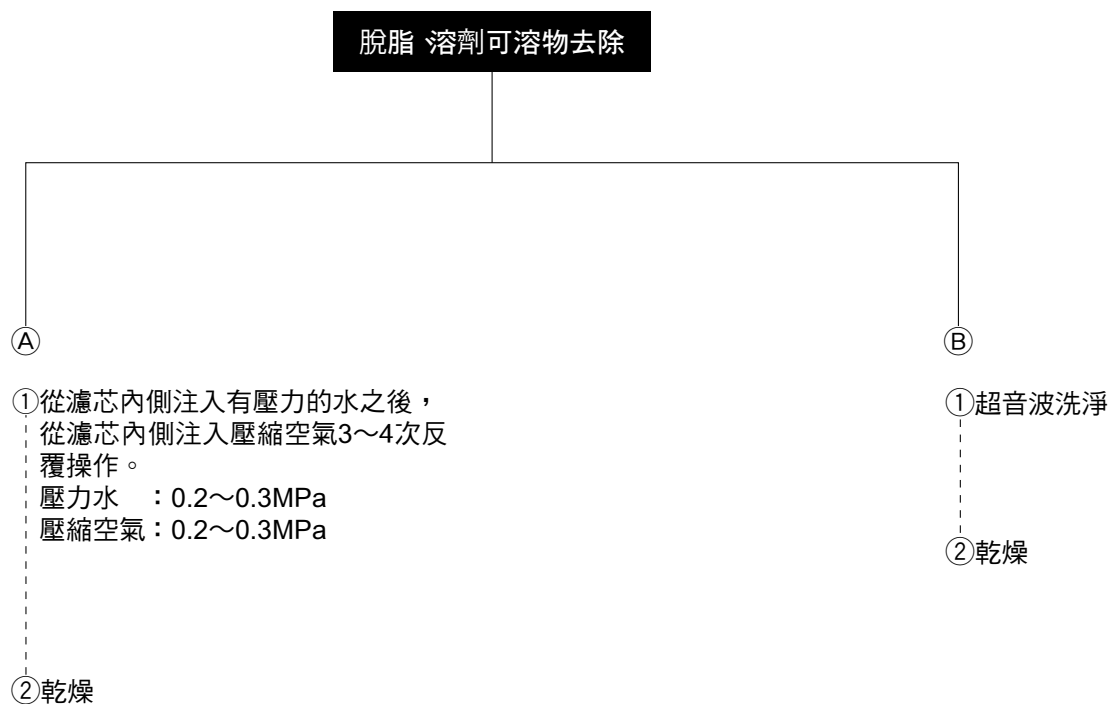 脫脂、溶劑可溶物去除
Ⓐ
①從濾芯內側注入有壓力的水之後，
從濾芯內側注入壓縮空氣3～4次反
覆操作。
壓力水　：0.2～0.3MPa
壓縮空氣：0.2～0.3MPa
②乾燥
Ⓑ
①超音波洗淨
②乾燥